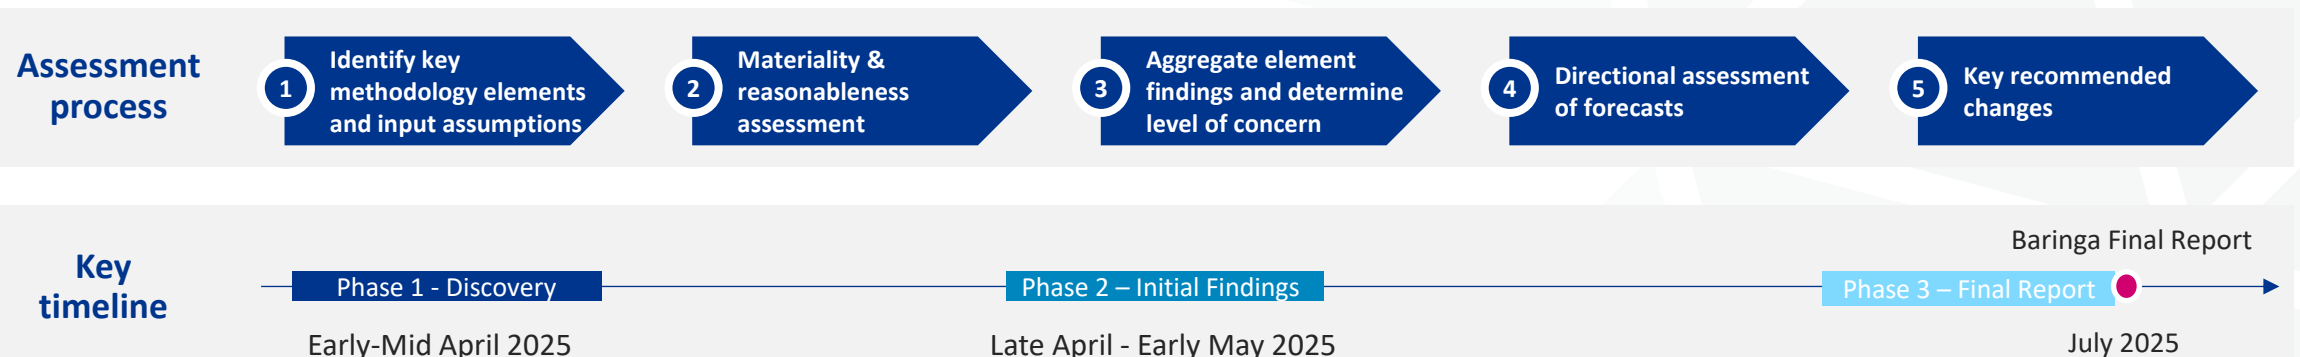 Assessment
process
1
Identify key
methodology elements
and input assumptions
2
Materiality &
reasonableness
assessment
3
Aggregate element
findings and determine
level of concern
4
Directional assessment
of forecasts
5
Key recommended
changes
Key
timeline
Baringa Final Report
Phase 1 - Discovery
Phase 2 – Initial Findings
Phase 3 – Final Report
Early-Mid April 2025
Late April - Early May 2025
July 2025